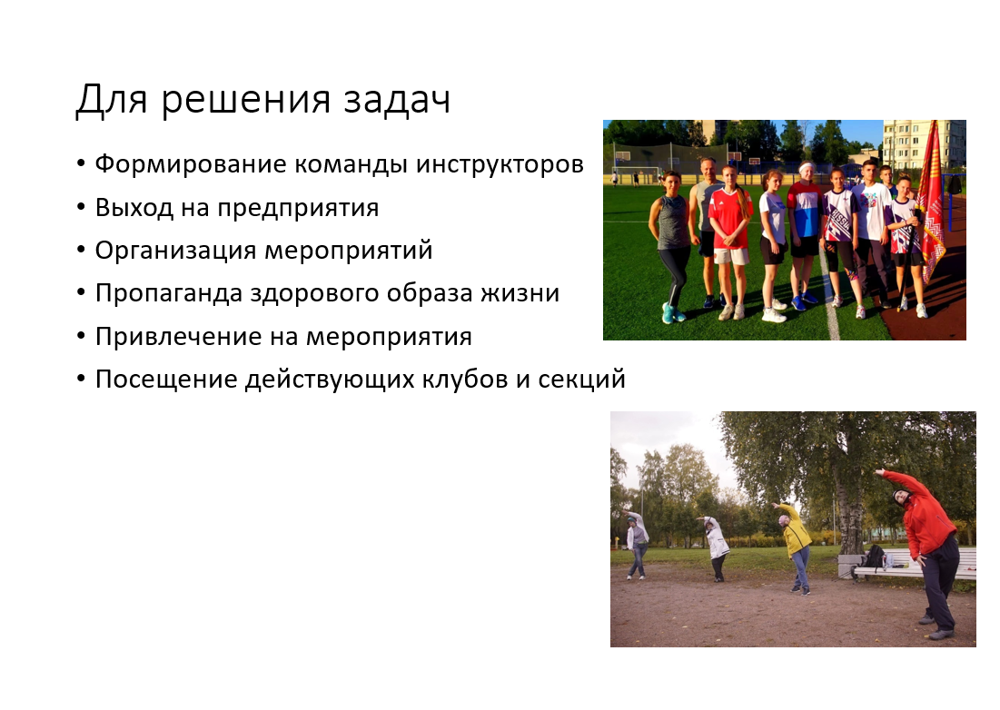 Для решения задач
• Формирование команды инструкторов
• Выход на предприятия
• Организация мероприятий
• Пропаганда здорового образа жизни
• Привлечение на мероприятия
• Посещение действующих клубов и секций